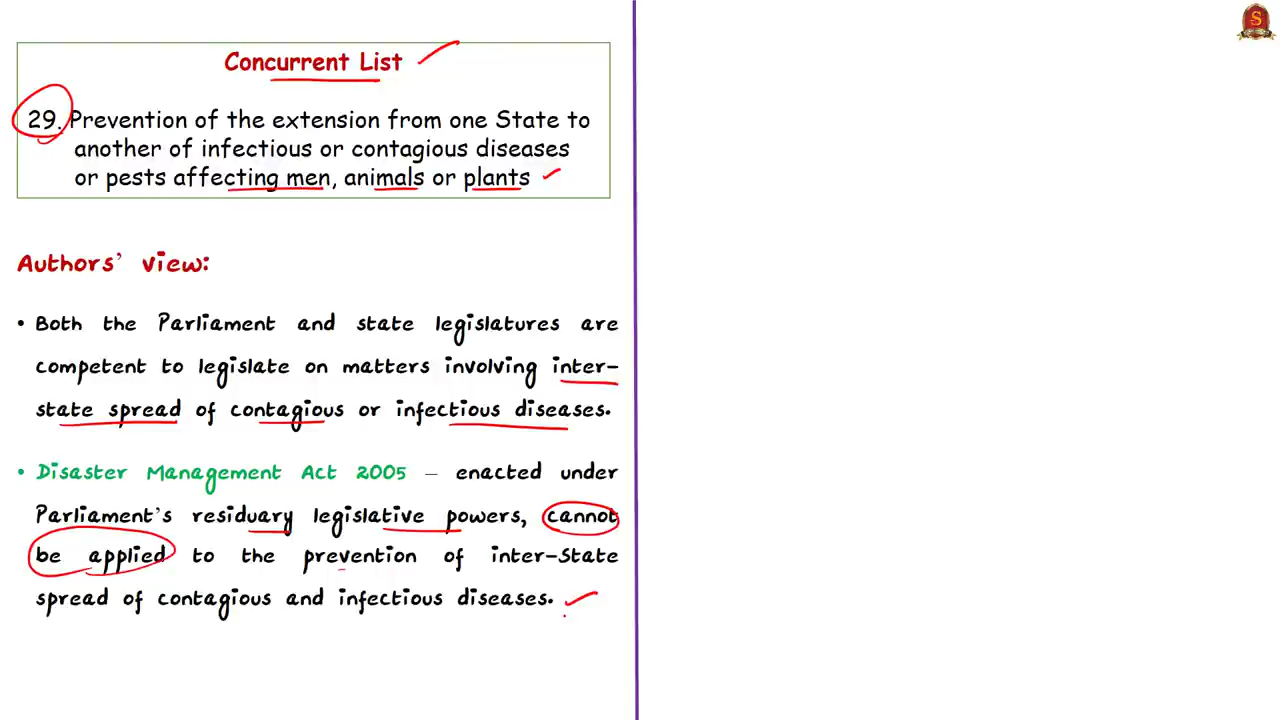 Concurrent List
29. Prevention of the extension from one State to
another of infectious or contagious diseases
or pests affecting men, animals or plants
Authors' view:
• Both the Parliament and state legislatures are
competent to legislate on matters involving inter-
state spread of contagious or infectious diseases.
• Disaster Management Act 2005 – enacted under
Parliament's residuary legislative powers, cannot
be applied to the prevention of inter-State
spread of contagious and infectious diseases.
S